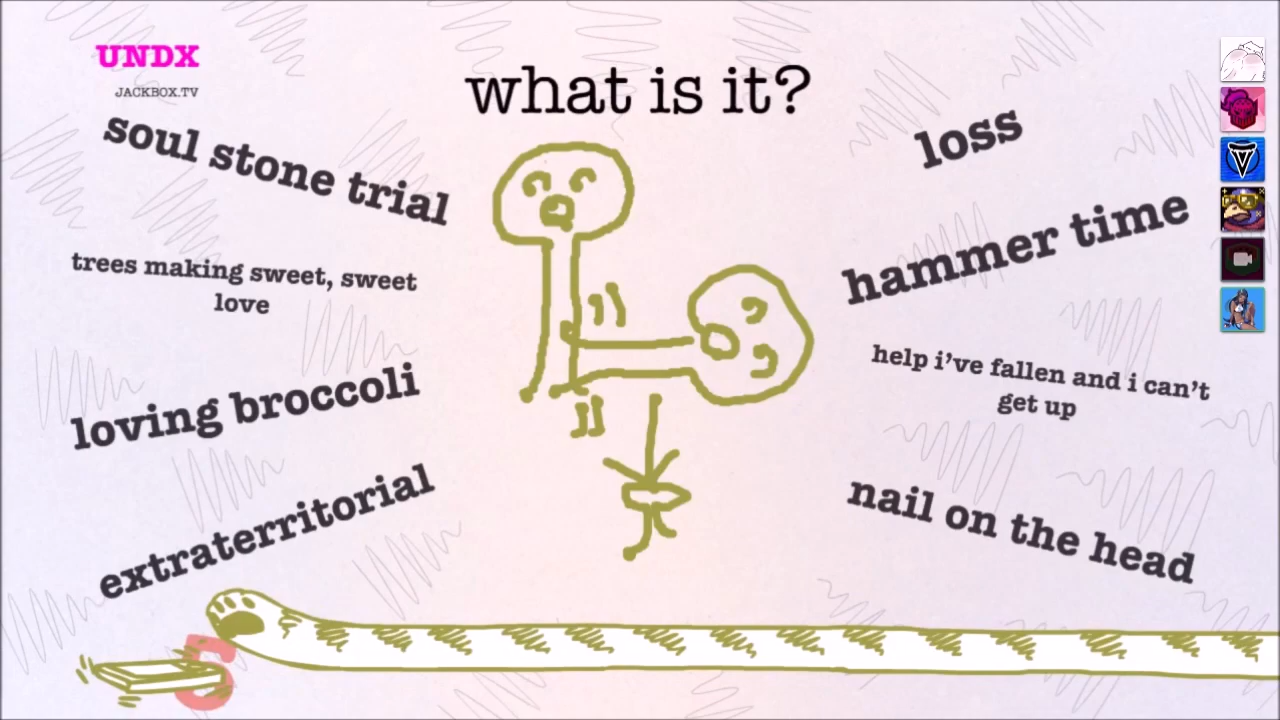 UNDX
JACKBOX.TV
what is it?
soul stone trial
trees making sweet, sweet
love
loving broccoli
extraterritorial
loss
hammer time
help i've fallen and i can't
get up
nail on the head
5